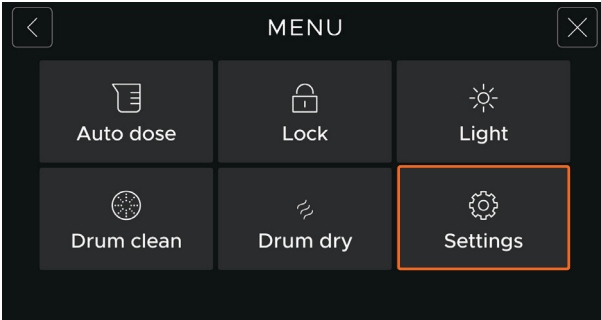 MENU
Auto dose
Lock
Light
Drum clean
Drum dry
Settings